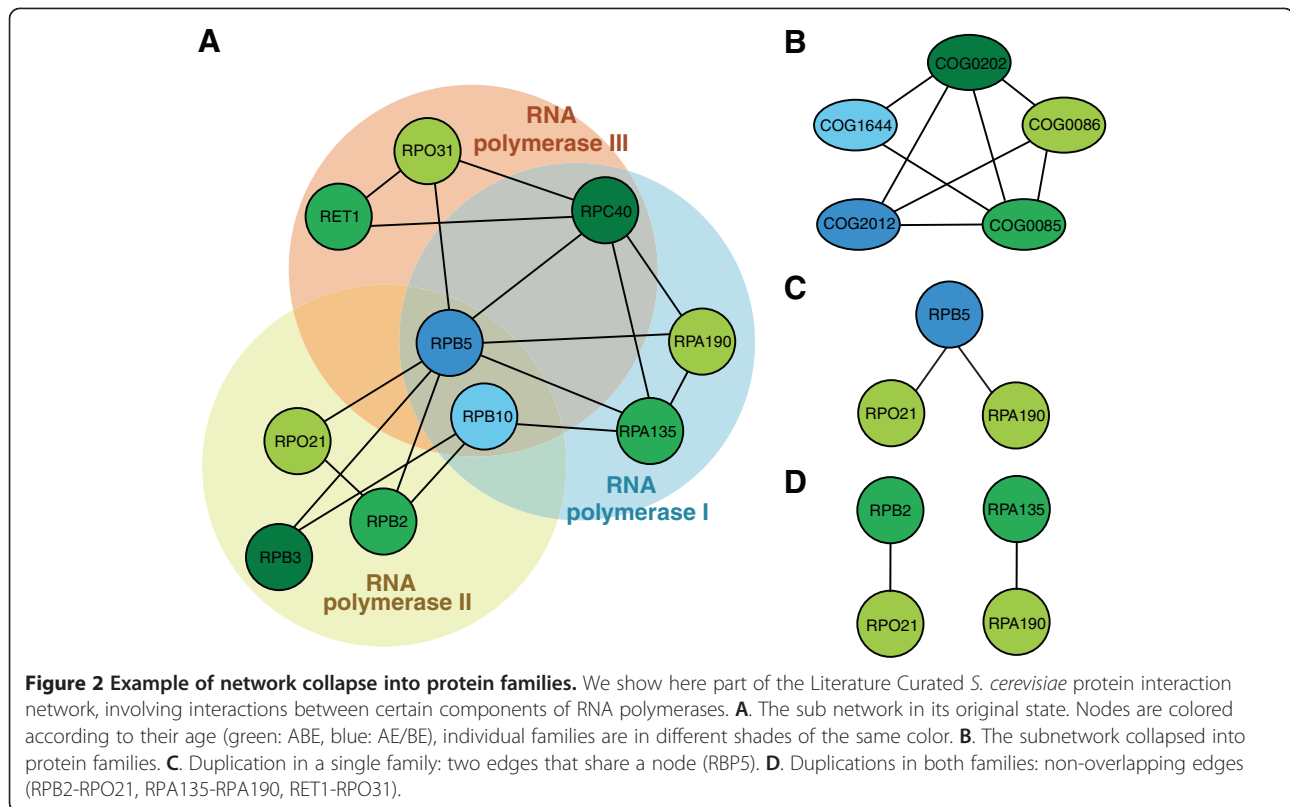 A
RNA
polymerase III
RPO31
RET1
RPC40
RPB5
RPA190
RPB10
RPO21
RPA135
RPB2
RPB3
RNA
polymerase I
RNA
polymerase II
B
COG0202
COG1644
COG0086
COG2012
COG0085
C
RPB5
RPO21
RPA190
D
RPB2
RPA135
RPO21
RPA190
Figure 2 Example of network collapse into protein families. We show here part of the Literature Curated S. cerevisiae protein interaction
network, involving interactions between certain components of RNA polymerases. A. The sub network in its original state. Nodes are colored
according to their age (green: ABE, blue: AE/BE), individual families are in different shades of the same color. B. The subnetwork collapsed into
protein families. C. Duplication in a single family: two edges that share a node (RBP5). D. Duplications in both families: non-overlapping edges
(RPB2-RPO21, RPA135-RPA190, RET1-RPO31).